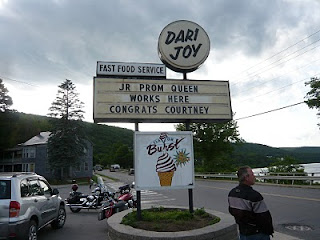 DARI
JOY
FAST FOOD SERVICE
JR PROM QUEEN
WORKS HERE
CONGRATS COURTNEY
Burst